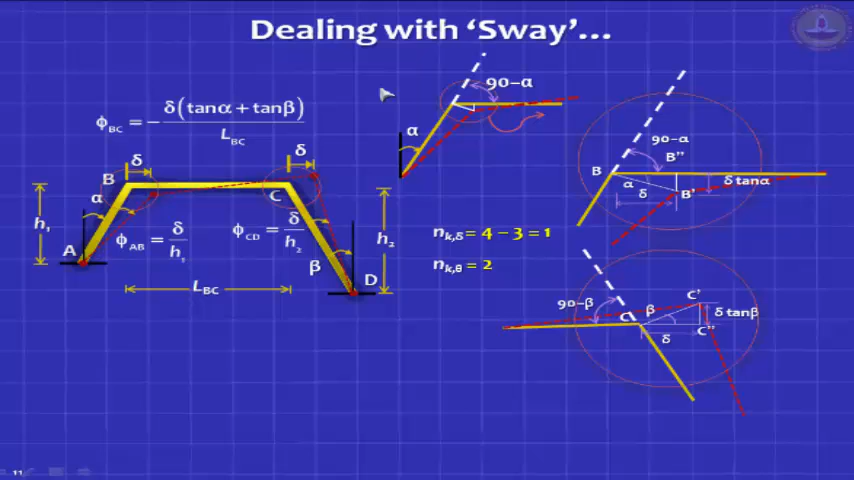 Dealing with ‘Sway’...
ϕBC = − δ(tanα + tanβ) / LBC
δ
δ
B
α
C
h₁
A
ϕAB = δ / h₁
ϕCD = δ / h₂
β
D
h₂
LBC
90–α
α
nk,δ = 4 – 3 = 1
nk,θ = 2
90–α
B
B''
α
δ
B'
δ tanα
90–β
C
β
C'
C''
δ tanβ
δ
11